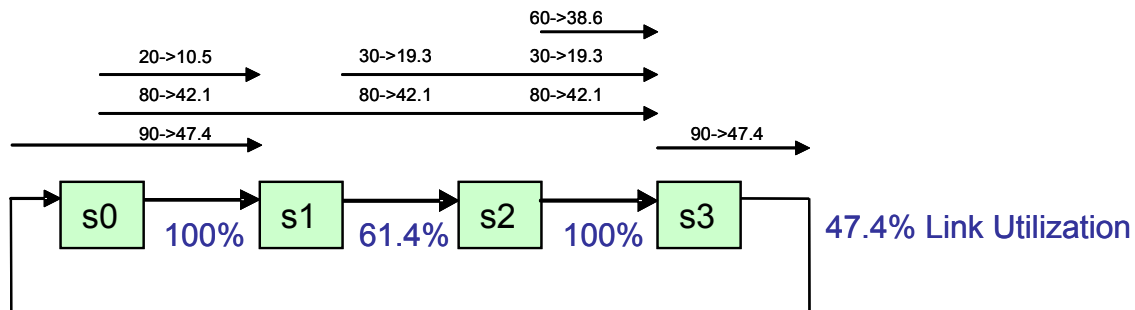 60->38.6
20->10.5 30->19.3 30->19.3
80->42.1 80->42.1 80->42.1
90->47.4 90->47.4
s0 s1 s2 s3
100% 61.4% 100% 47.4% Link Utilization